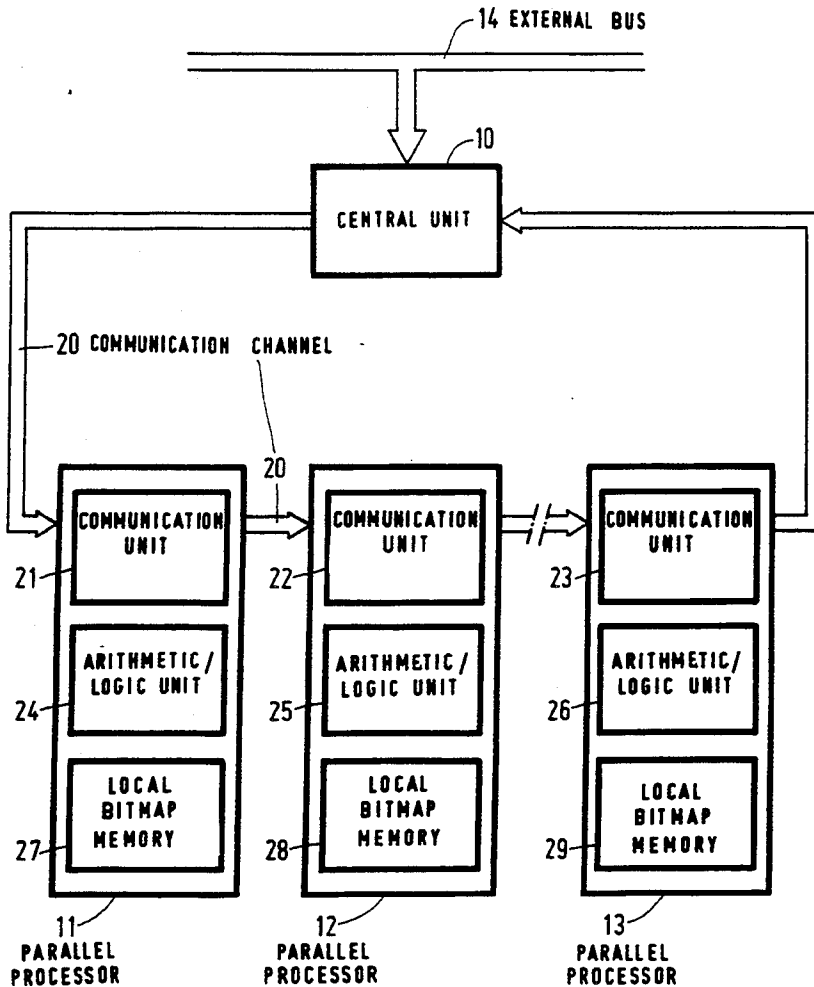 14 EXTERNAL BUS
10
CENTRAL UNIT
20 COMMUNICATION CHANNEL
20
COMMUNICATION
UNIT
21
ARITHMETIC/
LOGIC UNIT
24
LOCAL
BITMAP
MEMORY
27
11
PARALLEL
PROCESSOR
COMMUNICATION
UNIT
22
ARITHMETIC/
LOGIC UNIT
25
LOCAL
BITMAP
MEMORY
28
12
PARALLEL
PROCESSOR
COMMUNICATION
UNIT
23
ARITHMETIC/
LOGIC UNIT
26
LOCAL
BITMAP
MEMORY
29
13
PARALLEL
PROCESSOR